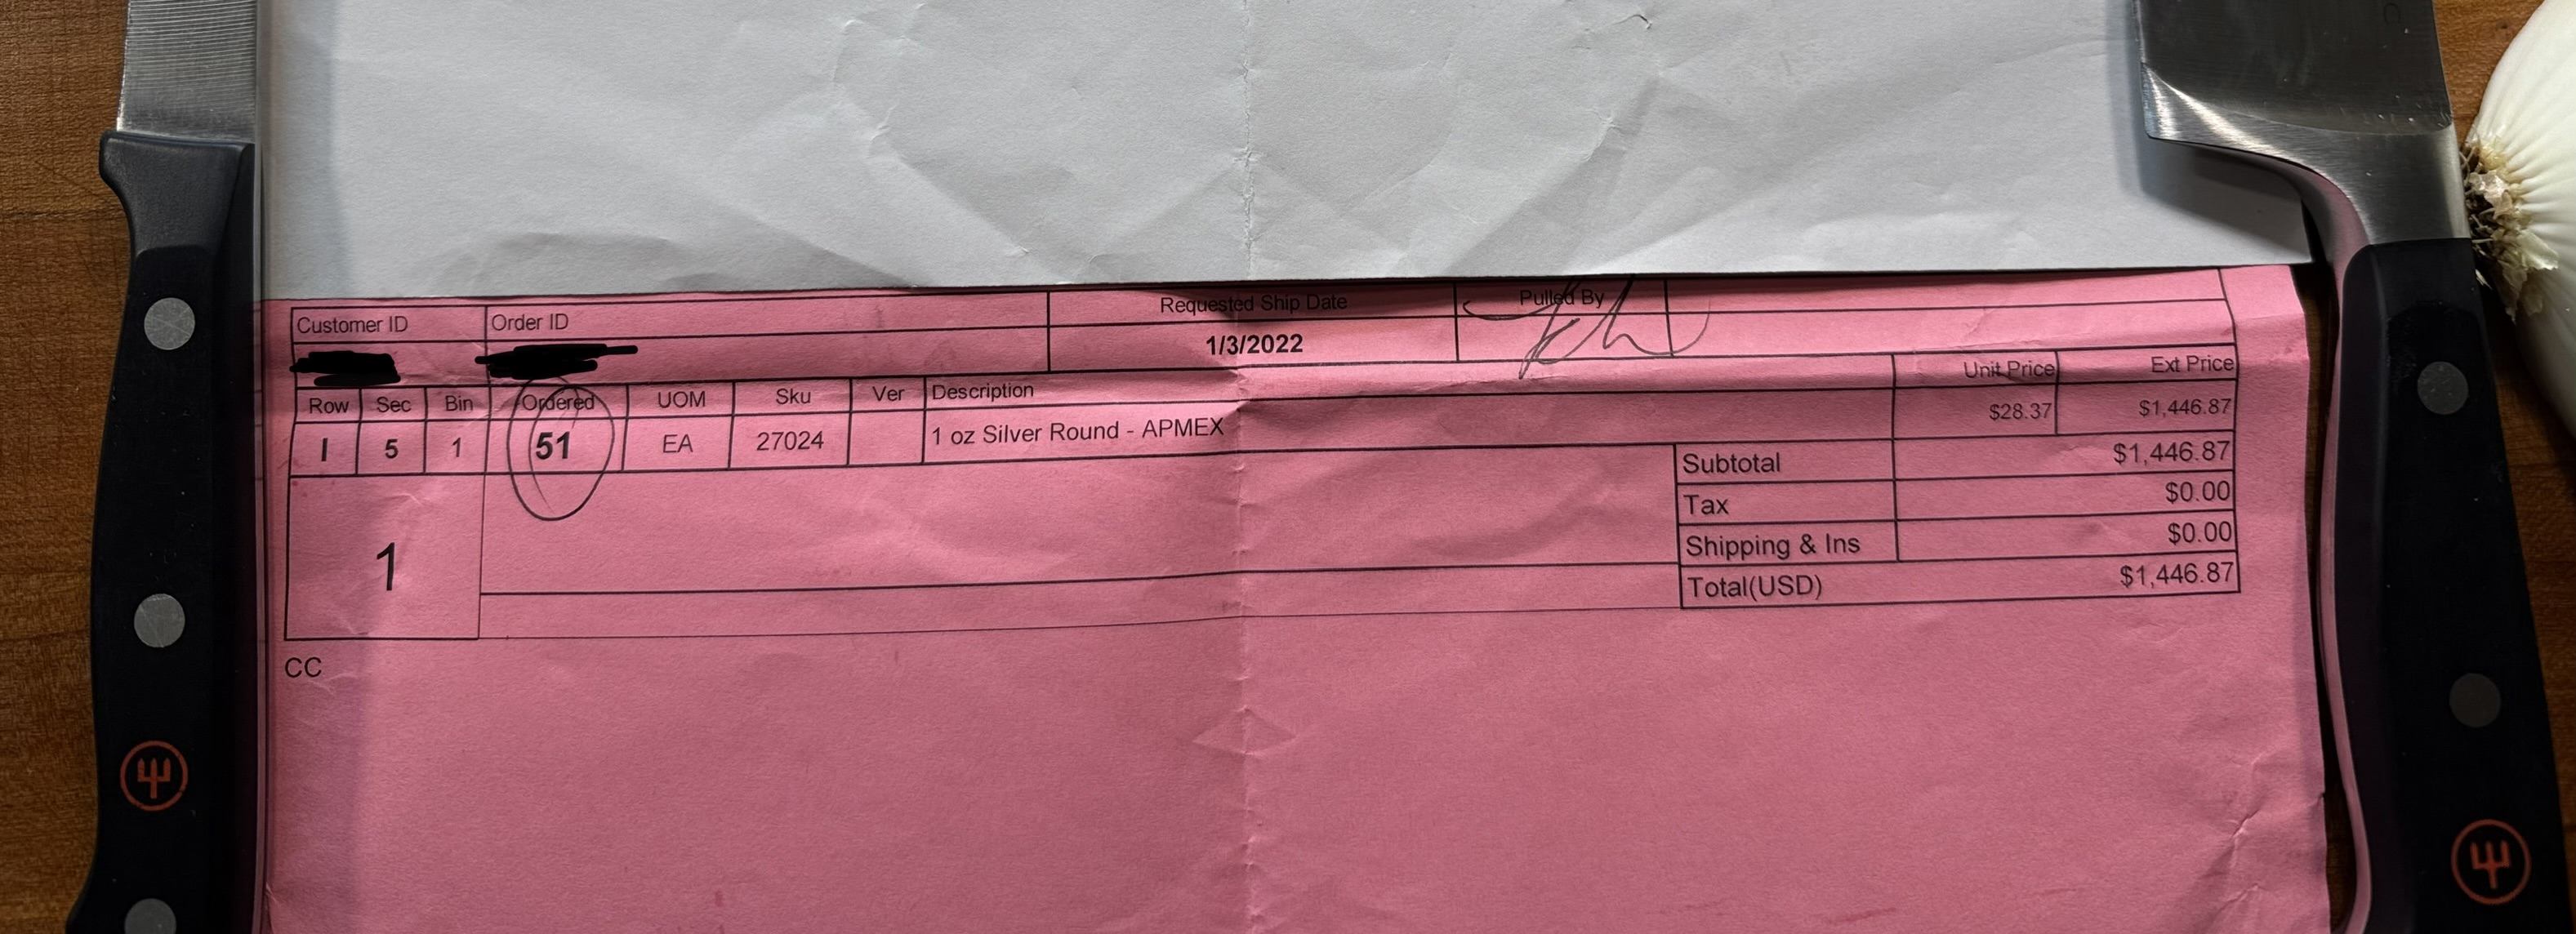 Customer ID Order ID Requested Ship Date Pulled By
1/3/2022
Row Sec Bin Ordered UOM Sku Ver Description Unit Price Ext Price
I 5 1 51 EA 27024 1 oz Silver Round - APMEX $28.37 $1,446.87
Subtotal $1,446.87
Tax $0.00
Shipping & Ins $0.00
Total(USD) $1,446.87
1
CC